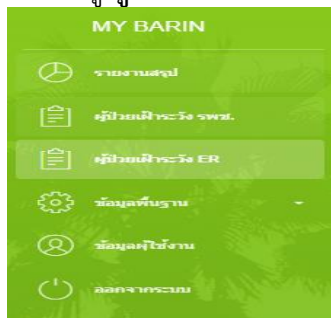 MY BARIN
รายงานสรุป
ผู้ป่วยเฝ้าระวัง รพช.
ผู้ป่วยเฝ้าระวัง ER
ข้อมูลพื้นฐาน
ข้อมูลผู้ใช้งาน
ออกจากระบบ